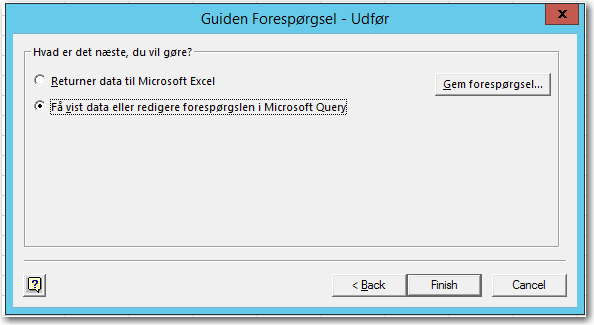 Guiden Forespørgsel - Udfør
x
Hvad er det næste, du vil gøre?
Returner data til Microsoft Excel
Gem forespørgsel...
Få vist data eller redigere forespørgslen i Microsoft Query
?
< Back
Finish
Cancel